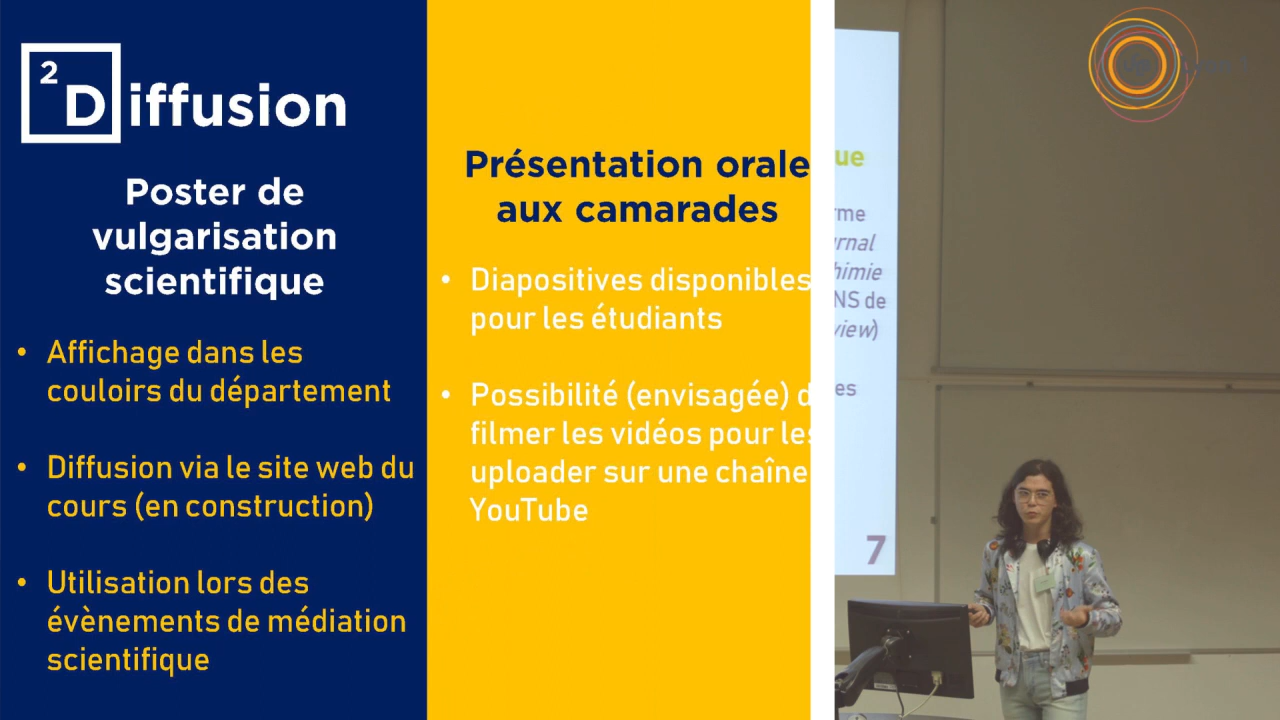 2
Diffusion
Poster de
vulgarisation
scientifique
• Affichage dans les
couloirs du département
• Diffusion via le site web du
cours (en construction)
• Utilisation lors des
évènements de médiation
scientifique
Présentation orale
aux camarades
• Diapositives disponibles
pour les étudiants
• Possibilité (envisagée) d
filmer les vidéos pour les
uploader sur une chaîne
YouTube
ue
rme
rnal
himie
NS de
view)
es
7